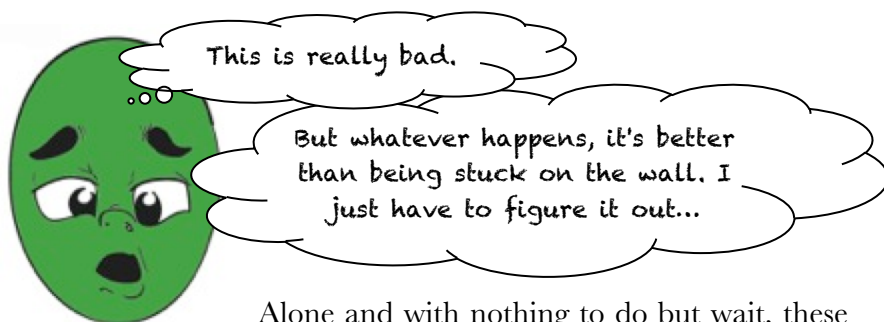 This is really bad.
But whatever happens, it's better
than being stuck on the wall. I
just have to figure it out...
Alone and with nothing to do but wait, these